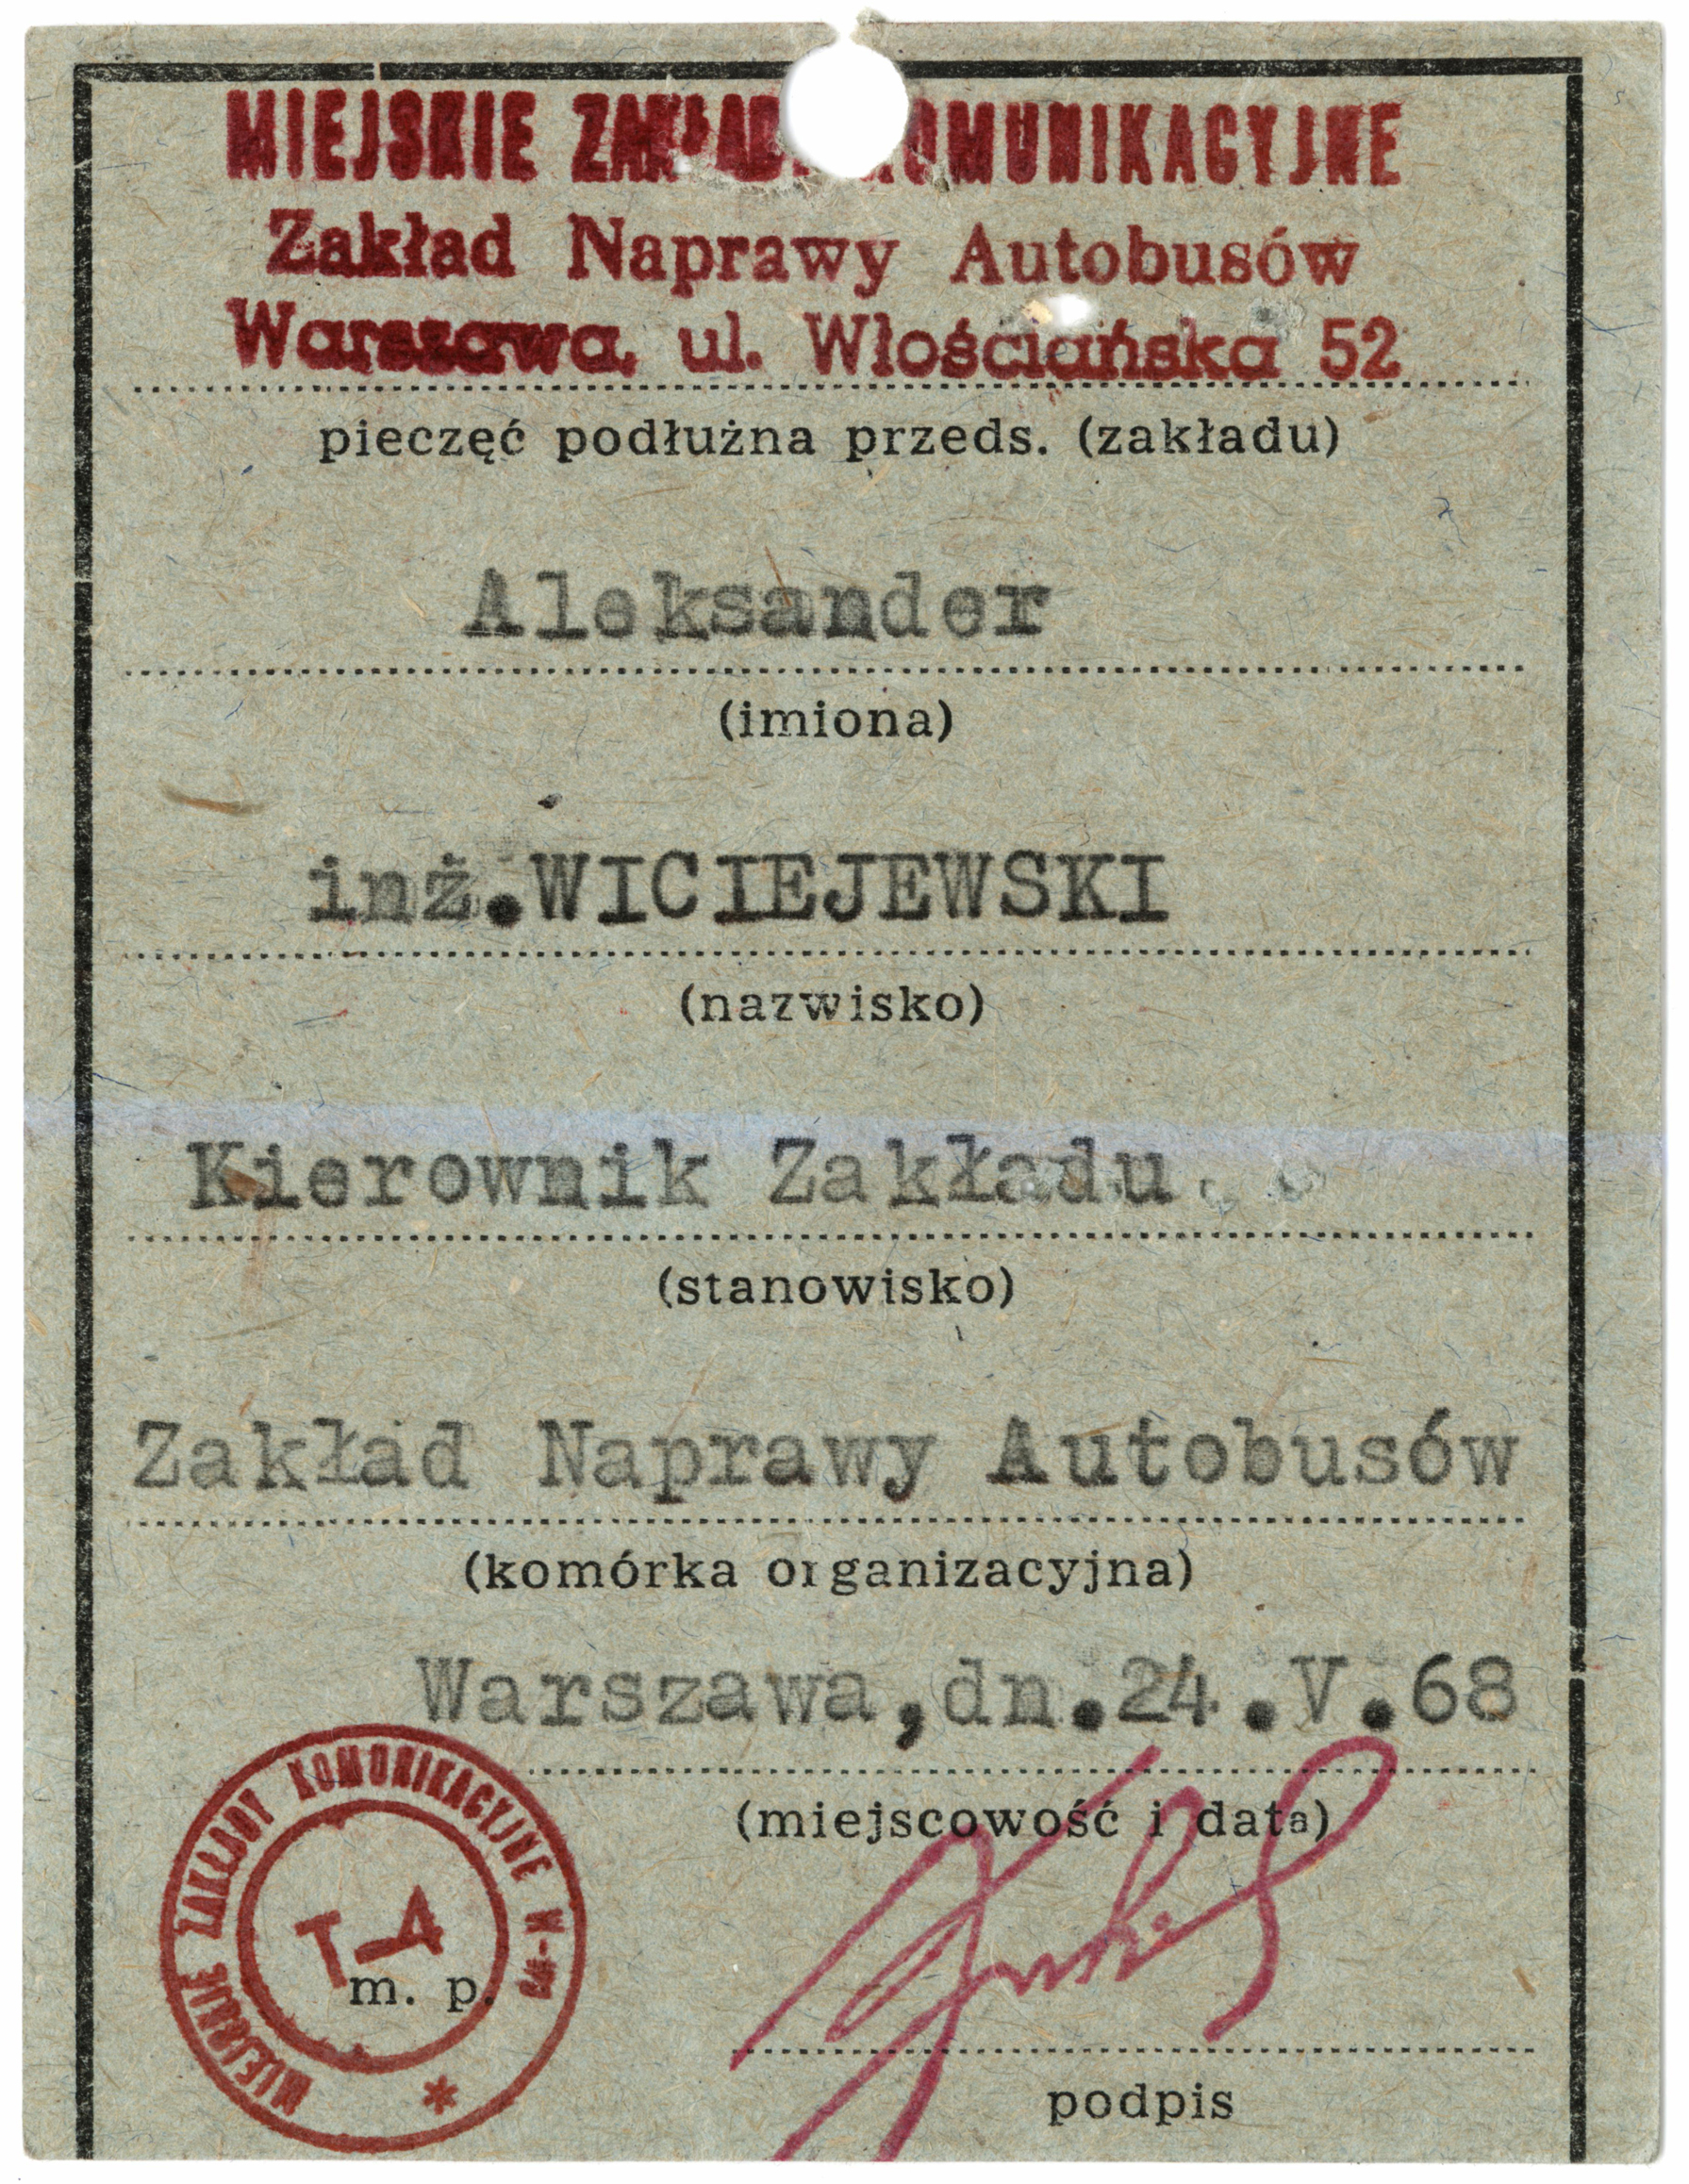 MIEJSKIE ZAKŁADY KOMUNIKACYJNE
Zakład Naprawy Autobusów
Warszawa, ul. Włościańska 52
pieczęć podłużna przeds. (zakładu)
Aleksander
(imiona)
inż.WICIEJEWSKI
(nazwisko)
Kierownik Zakładu
(stanowisko)
Zakład Naprawy Autobusów
(komórka organizacyjna)
Warszawa,dn.24.V.68
(miejscowość i data)
MIEJSKIE ZAKŁADY KOMUNIKACYJNE
T-4
m. p.
podpis